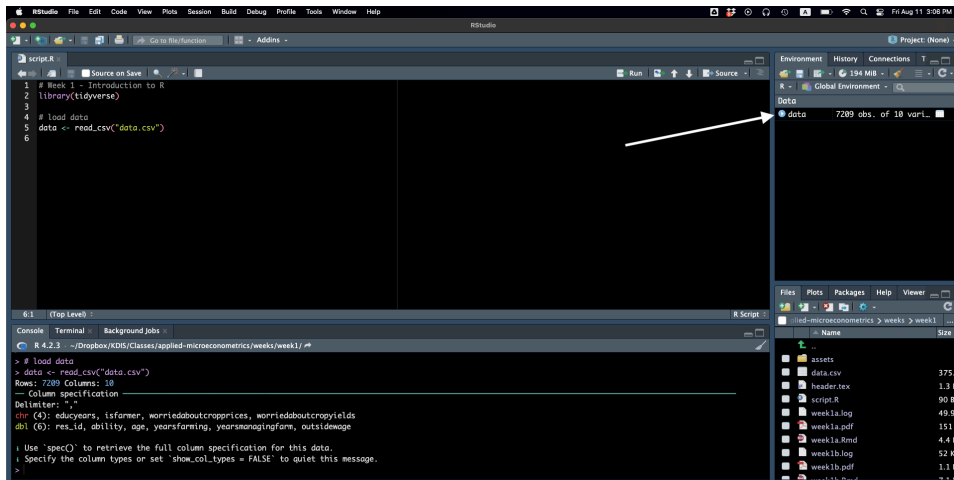 RStudio File Edit Code View Plots Session Build Debug Profile Tools Window Help A Fri Aug 11 3:06 PM
RStudio
Go to file/function Addins Project: (None)
script.R
Source on Save Run Source
1 # Week 1 - Introduction to R
2 library(tidyverse)
3
4 # load data
5 data <- read_csv("data.csv")
6
6:1 (Top Level) R Script
Console Terminal Background Jobs
R 4.2.3 · ~/Dropbox/KDIS/Classes/applied-microeconometrics/weeks/week1/
> # load data
> data <- read_csv("data.csv")
Rows: 7209 Columns: 10
── Column specification ──
Delimiter: ","
chr (4): educyears, isfarmer, worriedaboutcropprices, worriedaboutcropyields
dbl (6): res_id, ability, age, yearsfarming, yearsmanagingfarm, outsidewage
ℹ Use `spec()` to retrieve the full column specification for this data.
ℹ Specify the column types or set `show_col_types = FALSE` to quiet this message.
>
Environment History Connections T
194 MiB
R Global Environment
Data
data 7209 obs. of 10 vari…
Files Plots Packages Help Viewer
plied-microeconometrics > weeks > week1 ...
Name Size
..
assets
data.csv 375.
header.tex 1.3
script.R 90 B
week1a.log 49.9
week1a.pdf 151
week1a.Rmd 4.4
week1b.log 52 K
week1b.pdf 1.1
week1b.Rmd 7.1